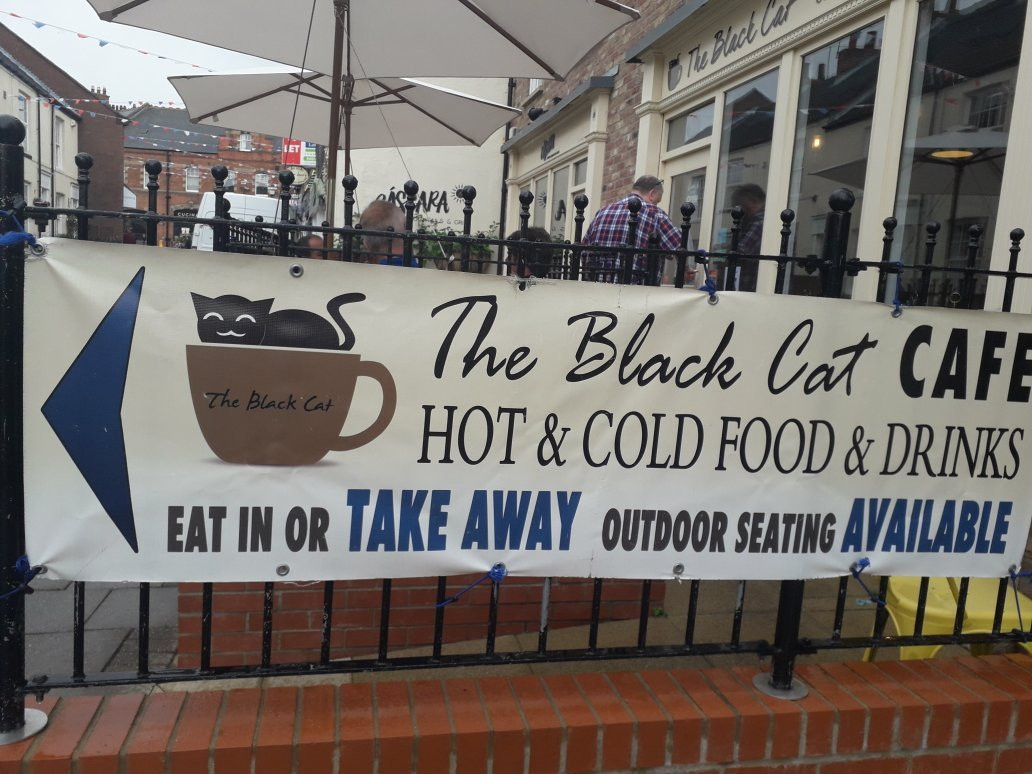 The Black Cat
LET
The Black Cat CAFE
The Black Cat
HOT & COLD FOOD & DRINKS
EAT IN OR TAKE AWAY OUTDOOR SEATING AVAILABLE